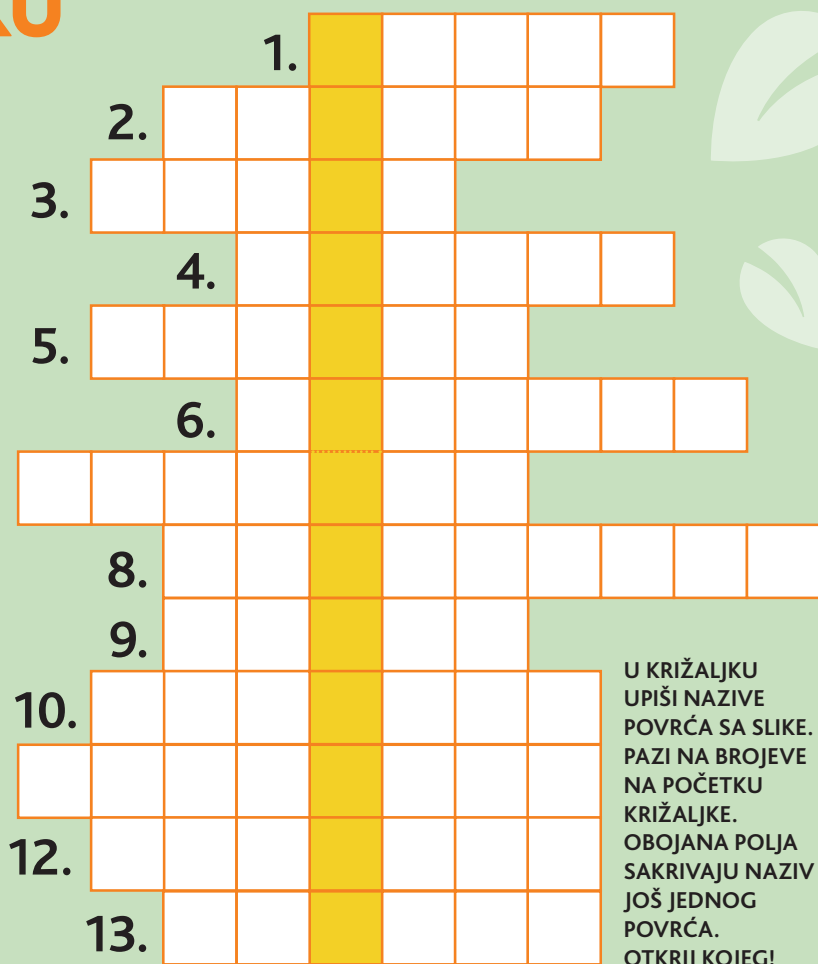 KU
1.
2.
3.
4.
5.
6.
8.
9.
10.
12.
13.
U KRIŽALJKU
UPIŠI NAZIVE
POVRĆA SA SLIKE.
PAZI NA BROJEVE
NA POČETKU
KRIŽALJKE.
OBOJANA POLJA
SAKRIVAJU NAZIV
JOŠ JEDNOG
POVRĆA.
OTKRIJ KOJEG!